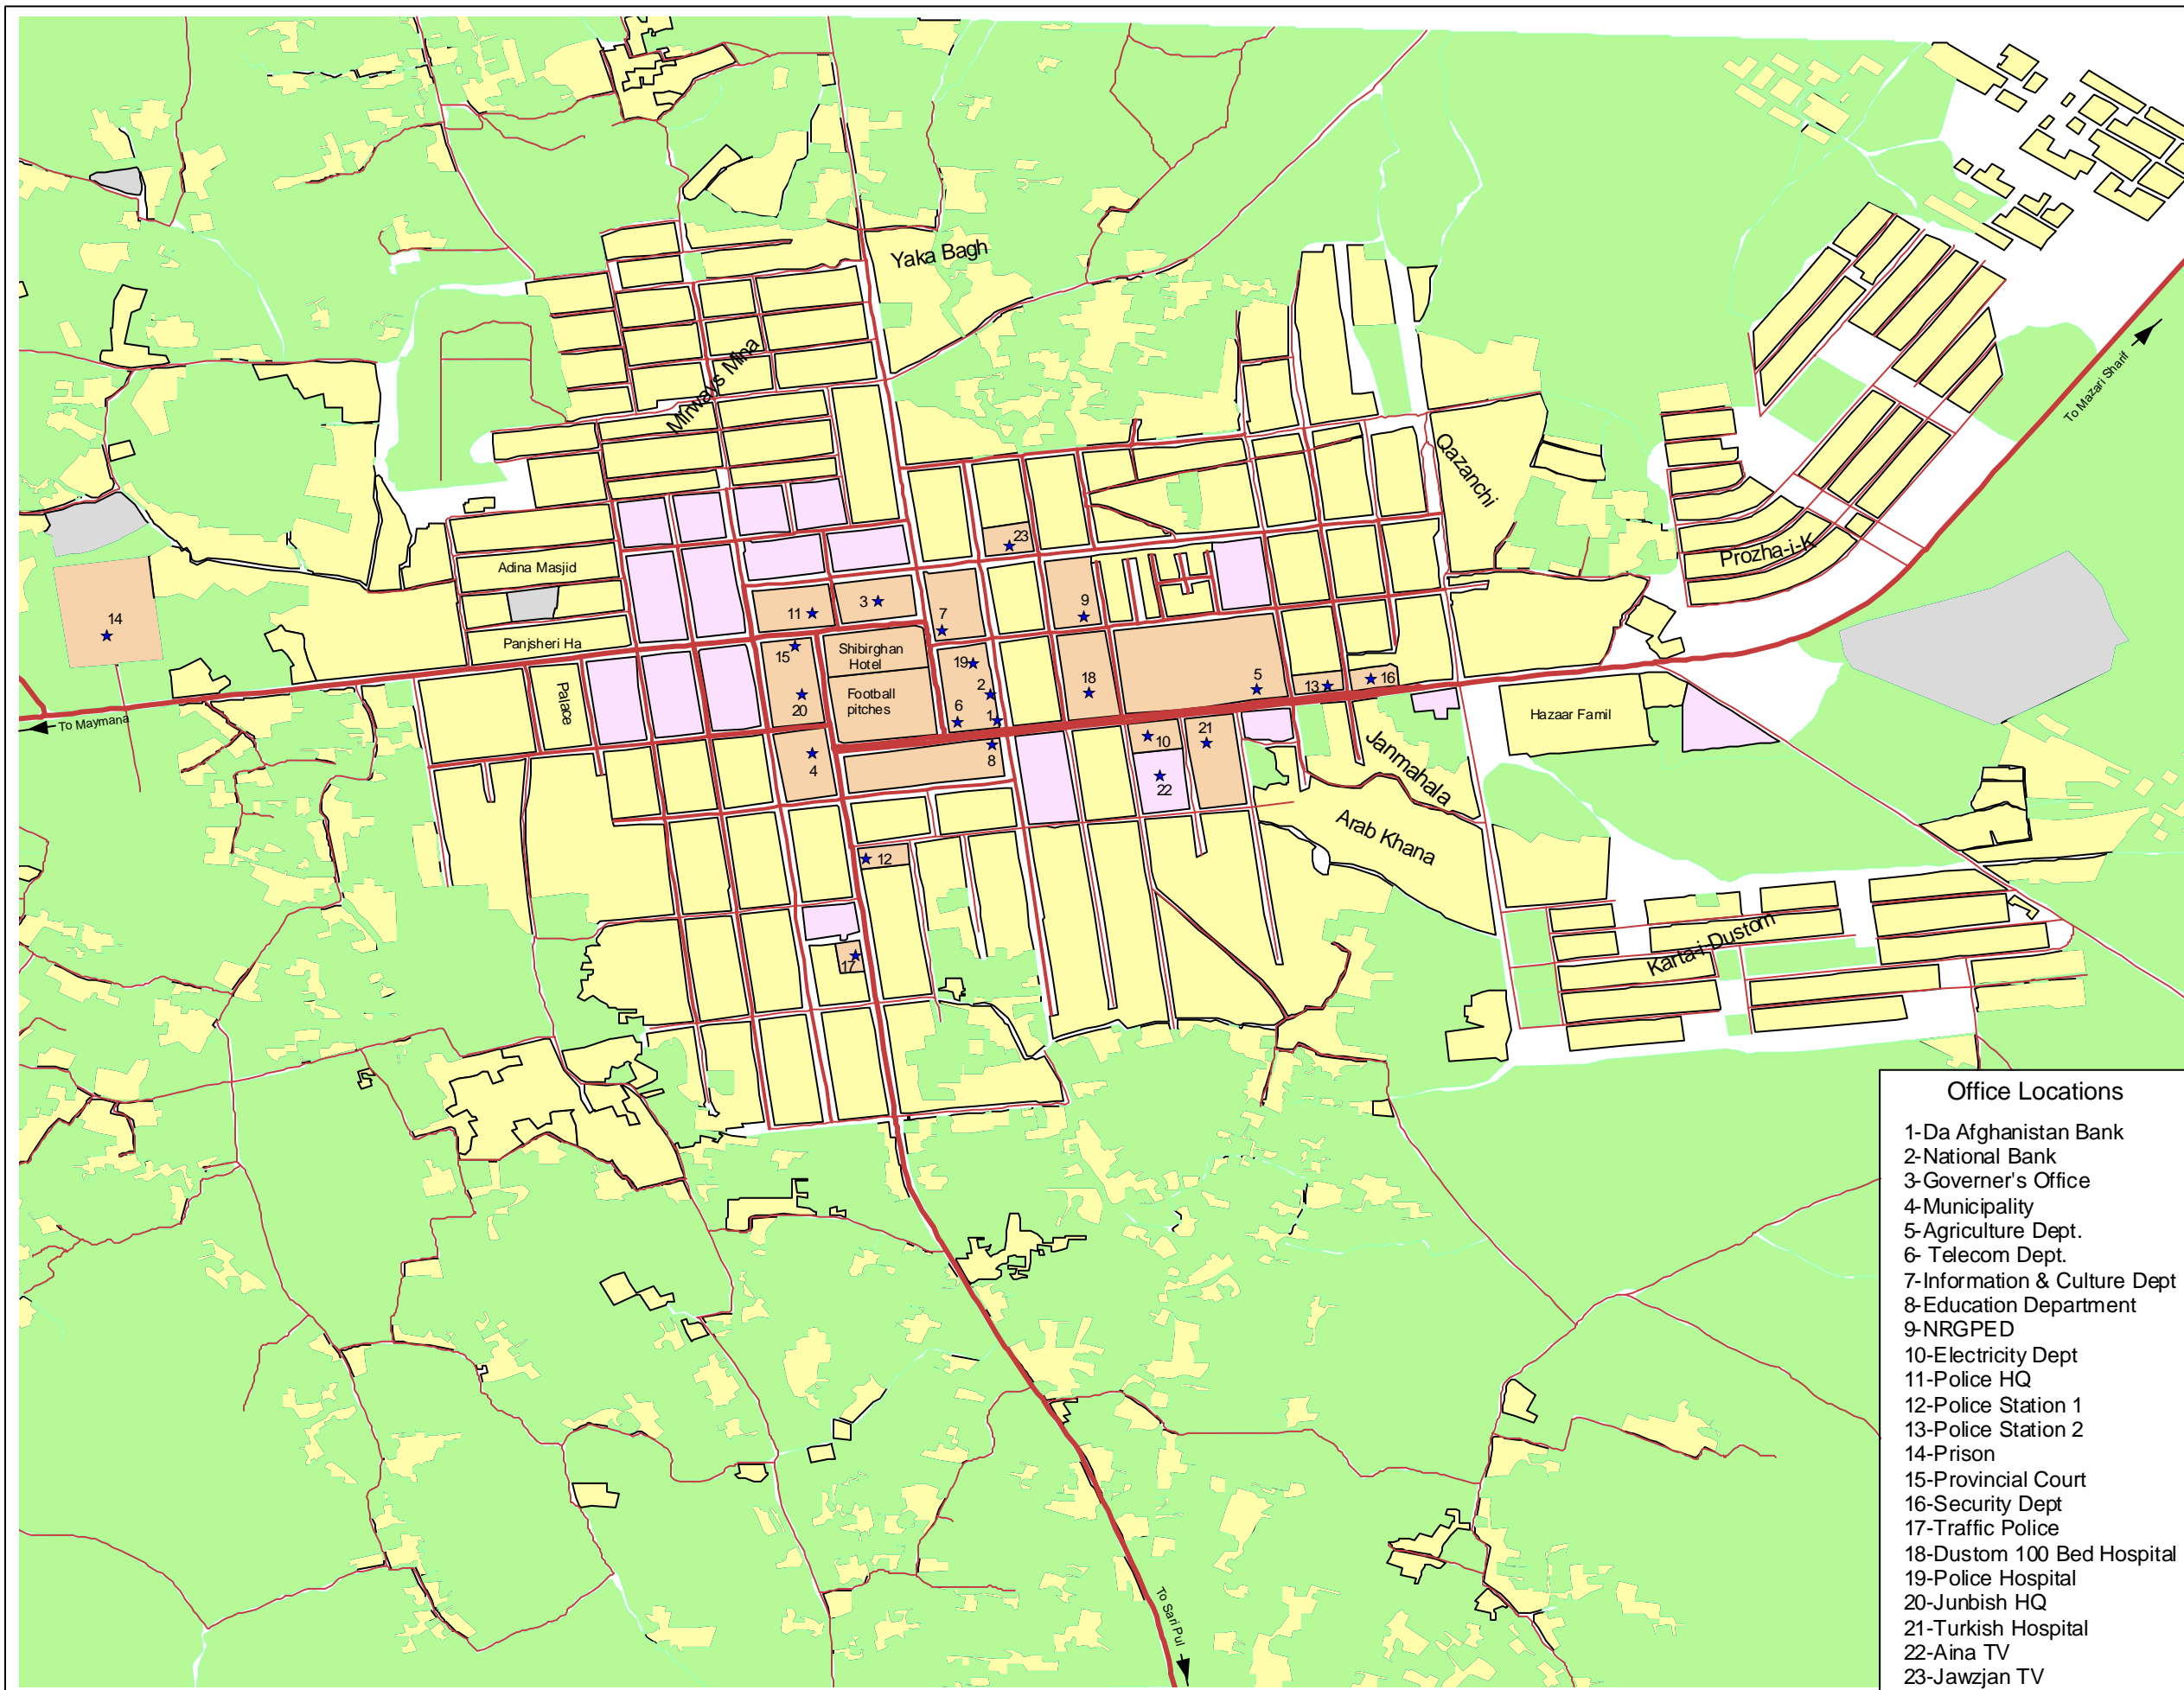 Yaka Bagh
Mirways Mina
Qazanchi
To Mazari Sharif
23
Adina Masjid
Prozha-i-K
11
3
7
9
14
Panjsheri Ha
15
Shibirghan
Hotel
19
Palace
20
Football
pitches
2
6
1
18
5
13
16
To Maymana
Hazaar Famil
4
8
10
21
22
Janmahala
Arab Khana
12
17
Karta-i-Dustom
To Sari Pul
Office Locations
1-Da Afghanistan Bank
2-National Bank
3-Governer's Office
4-Municipality
5-Agriculture Dept.
6- Telecom Dept.
7-Information & Culture Dept
8-Education Department
9-NRGPED
10-Electricity Dept
11-Police HQ
12-Police Station 1
13-Police Station 2
14-Prison
15-Provincial Court
16-Security Dept
17-Traffic Police
18-Dustom 100 Bed Hospital
19-Police Hospital
20-Junbish HQ
21-Turkish Hospital
22-Aina TV
23-Jawzjan TV